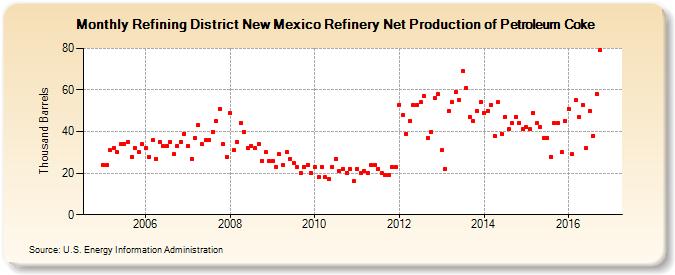 Monthly Refining District New Mexico Refinery Net Production of Petroleum Coke
Thousand Barrels
80
60
40
20
0
2006 2008 2010 2012 2014 2016
Source: U.S. Energy Information Administration